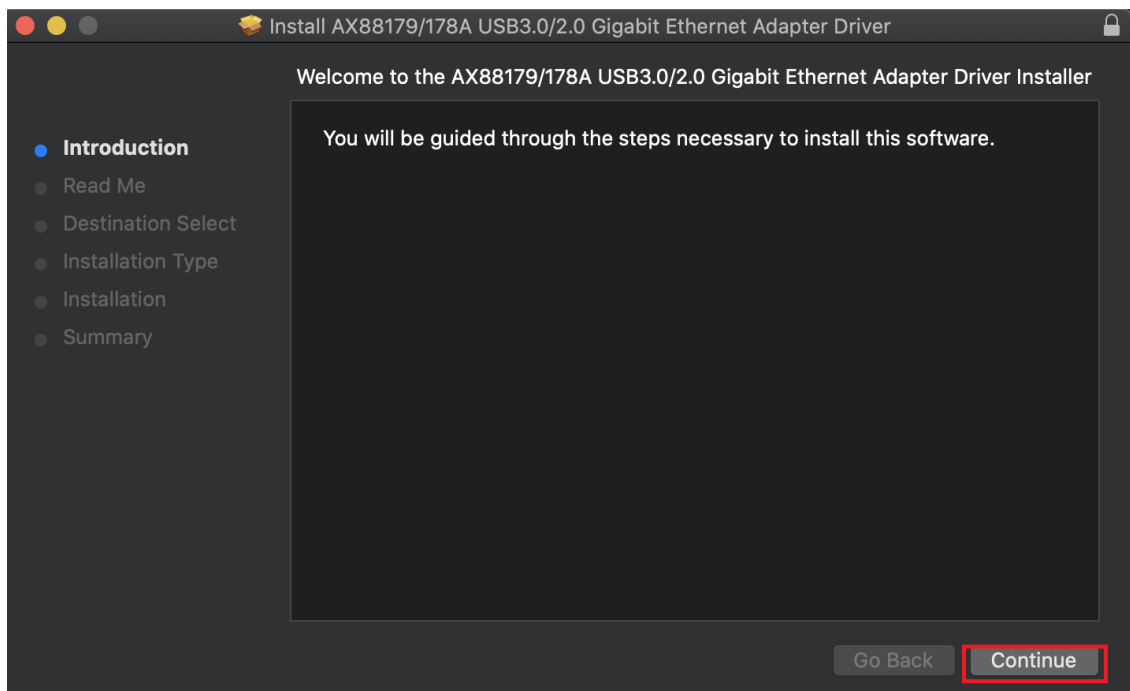 Install AX88179/178A USB3.0/2.0 Gigabit Ethernet Adapter Driver
Welcome to the AX88179/178A USB3.0/2.0 Gigabit Ethernet Adapter Driver Installer
Introduction
Read Me
Destination Select
Installation Type
Installation
Summary
You will be guided through the steps necessary to install this software.
Go Back
Continue